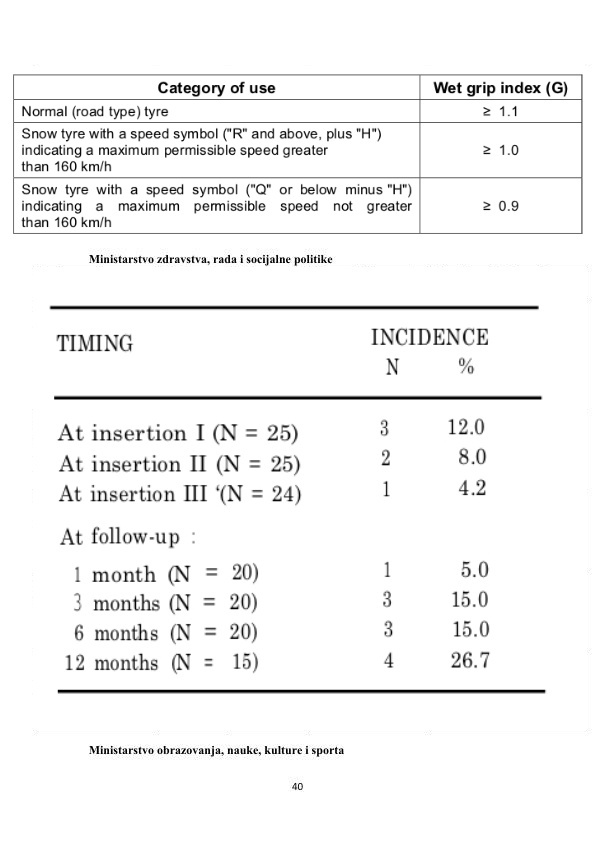 Category of use Wet grip index (G)
Normal (road type) tyre ≥ 1.1
Snow tyre with a speed symbol ("R" and above, plus "H")
indicating a maximum permissible speed greater ≥ 1.0
than 160 km/h
Snow tyre with a speed symbol ("Q" or below minus "H")
indicating a maximum permissible speed not greater ≥ 0.9
than 160 km/h
Ministarstvo zdravstva, rada i socijalne politike
TIMING INCIDENCE
N %
At insertion I (N = 25) 3 12.0
At insertion II (N = 25) 2 8.0
At insertion III ‘(N = 24) 1 4.2
At follow-up :
1 month (N = 20) 1 5.0
3 months (N = 20) 3 15.0
6 months (N = 20) 3 15.0
12 months (N = 15) 4 26.7
Ministarstvo obrazovanja, nauke, kulture i sporta
40